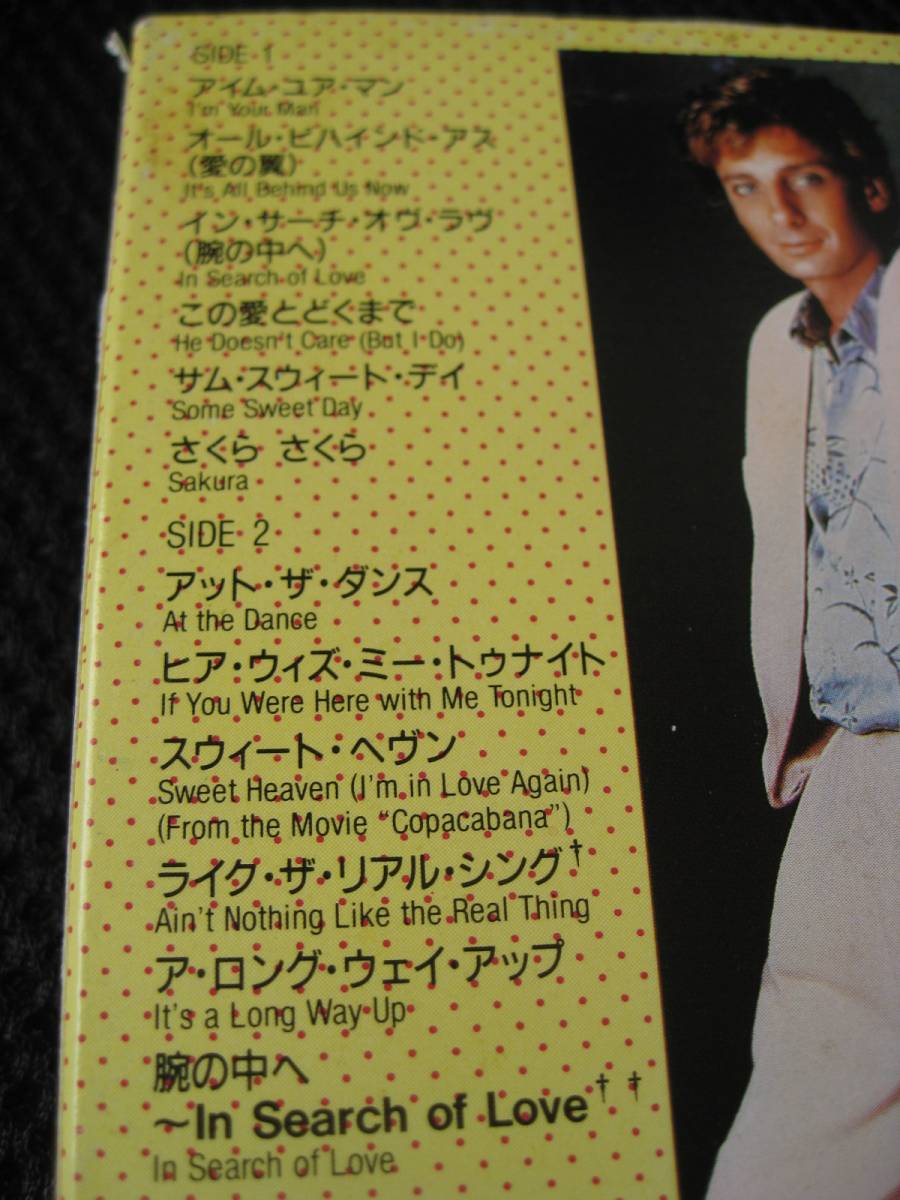 SIDE 1
アイム・ユア・マン
I'm Your Man
オール・ビハインド・アス
(愛の翼)
It's All Behind Us Now
イン・サーチ・オヴ・ラヴ
(腕の中へ)
In Search of Love
この愛とどくまで
He Doesn't Care (But I Do)
サム・スウィート・デイ
Some Sweet Day
さくら さくら
Sakura
SIDE 2
アット・ザ・ダンス
At the Dance
ヒア・ウィズ・ミー・トゥナイト
If You Were Here with Me Tonight
スウィート・ヘヴン
Sweet Heaven (I'm in Love Again)
(From the Movie “Copacabana”)
ライク・ザ・リアル・シング†
Ain't Nothing Like the Real Thing
ア・ロング・ウェイ・アップ
It's a Long Way Up
腕の中へ
~In Search of Love††
In Search of Love